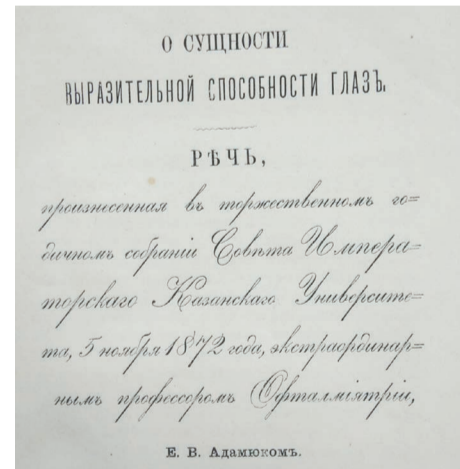 О СУЩНОСТИ
ВЫРАЗИТЕЛЬНОЙ СПОСОБНОСТИ ГЛАЗЪ.
РѢЧЬ,
произнесенная въ торжественномъ го=
дичномъ собраніи Совѣта Импера=
торскаго Казанскаго Университе=
та, 5 ноября 1872 года, экстраординар=
нымъ профессоромъ Офталміятріи,
Е. В. Адамюкомъ.